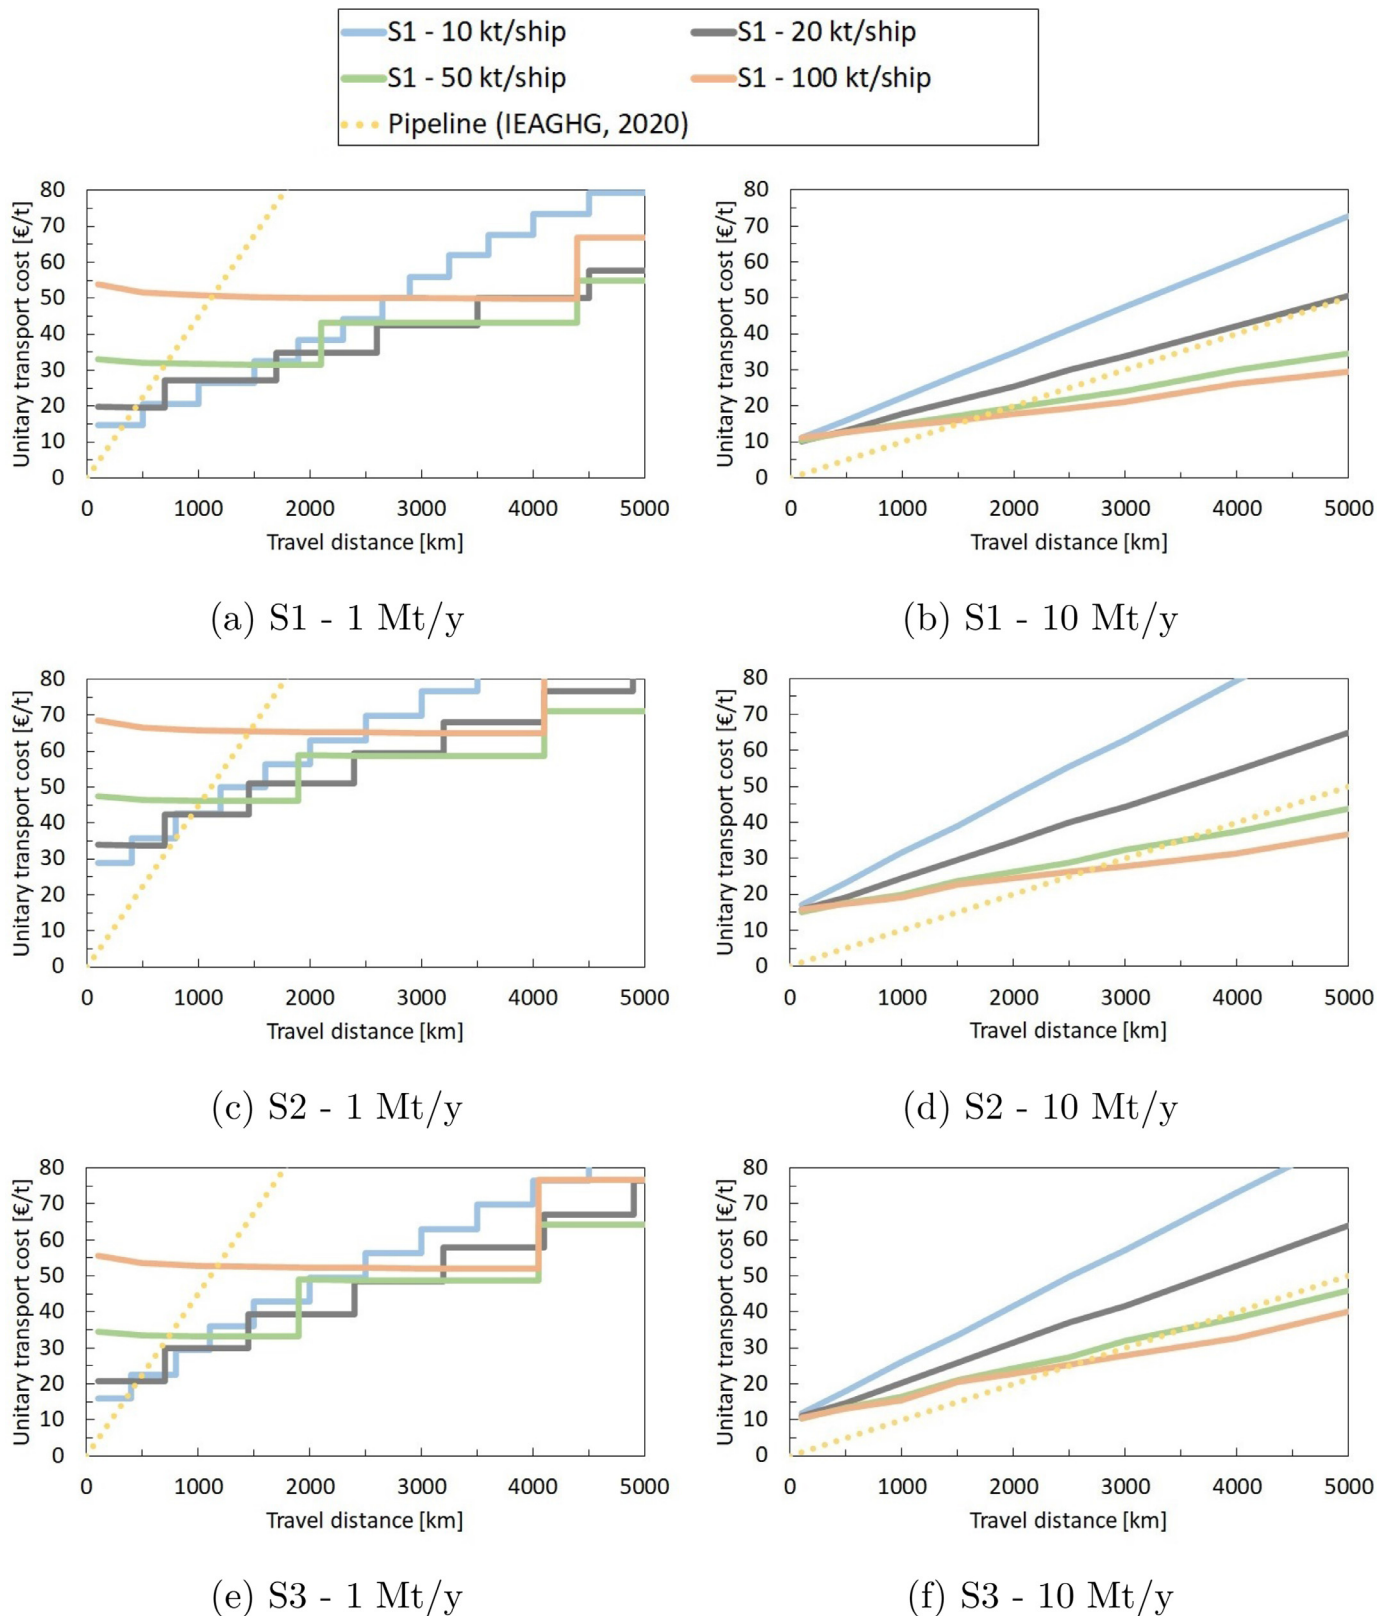 S1 - 10 kt/ship S1 - 20 kt/ship
S1 - 50 kt/ship S1 - 100 kt/ship
Pipeline (IEAGHG, 2020)
Unitary transport cost [€/t]
80
70
60
50
40
30
20
10
0
0 1000 2000 3000 4000 5000
Travel distance [km]
(a) S1 - 1 Mt/y
Unitary transport cost [€/t]
80
70
60
50
40
30
20
10
0
0 1000 2000 3000 4000 5000
Travel distance [km]
(b) S1 - 10 Mt/y
Unitary transport cost [€/t]
80
70
60
50
40
30
20
10
0
0 1000 2000 3000 4000 5000
Travel distance [km]
(c) S2 - 1 Mt/y
Unitary transport cost [€/t]
80
70
60
50
40
30
20
10
0
0 1000 2000 3000 4000 5000
Travel distance [km]
(d) S2 - 10 Mt/y
Unitary transport cost [€/t]
80
70
60
50
40
30
20
10
0
0 1000 2000 3000 4000 5000
Travel distance [km]
(e) S3 - 1 Mt/y
Unitary transport cost [€/t]
80
70
60
50
40
30
20
10
0
0 1000 2000 3000 4000 5000
Travel distance [km]
(f) S3 - 10 Mt/y